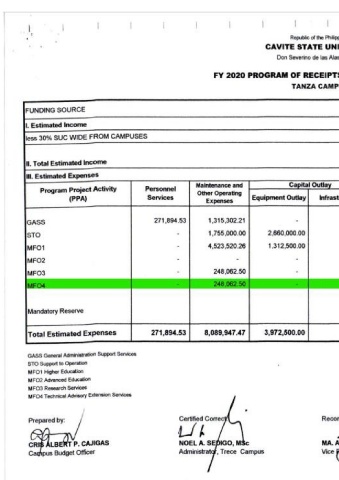 Republic of the Philipp
CAVITE STATE UNI
Don Severino de las Alas
FY 2020 PROGRAM OF RECEIPTS
TANZA CAMP
FUNDING SOURCE
I. Estimated Income
less 30% SUC WIDE FROM CAMPUSES
II. Total Estimated Income
III. Estimated Expenses
Program Project Activity (PPA) Personnel Services Maintenance and Other Operating Expenses Capital Outlay
Equipment Outlay Infrast
GASS 271,894.53 1,315,302.21 -
STO - 1,755,000.00 2,660,000.00
MFO1 - 4,523,520.26 1,312,500.00
MFO2 - - -
MFO3 - 248,062.50 -
MFO4 - 248,062.50 -
Mandatory Reserve
Total Estimated Expenses 271,894.53 8,089,947.47 3,972,500.00
GASS General Administration Support Services
STO Support to Operation
MFO1 Higher Education
MFO2 Advanced Education
MFO3 Research Services
MFO4 Technical Advisory Extension Services
Prepared by: Certified Correct: Recor
CRIS ALBERT P. CAJIGAS NOEL A. SEDIGO, MSc MA. A
Campus Budget Officer Administrator, Trece Campus Vice P